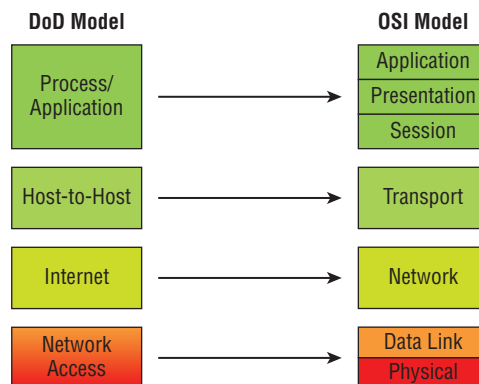 DoD Model
OSI Model
Process/
Application
Application
Presentation
Session
Host-to-Host
Transport
Internet
Network
Network
Access
Data Link
Physical